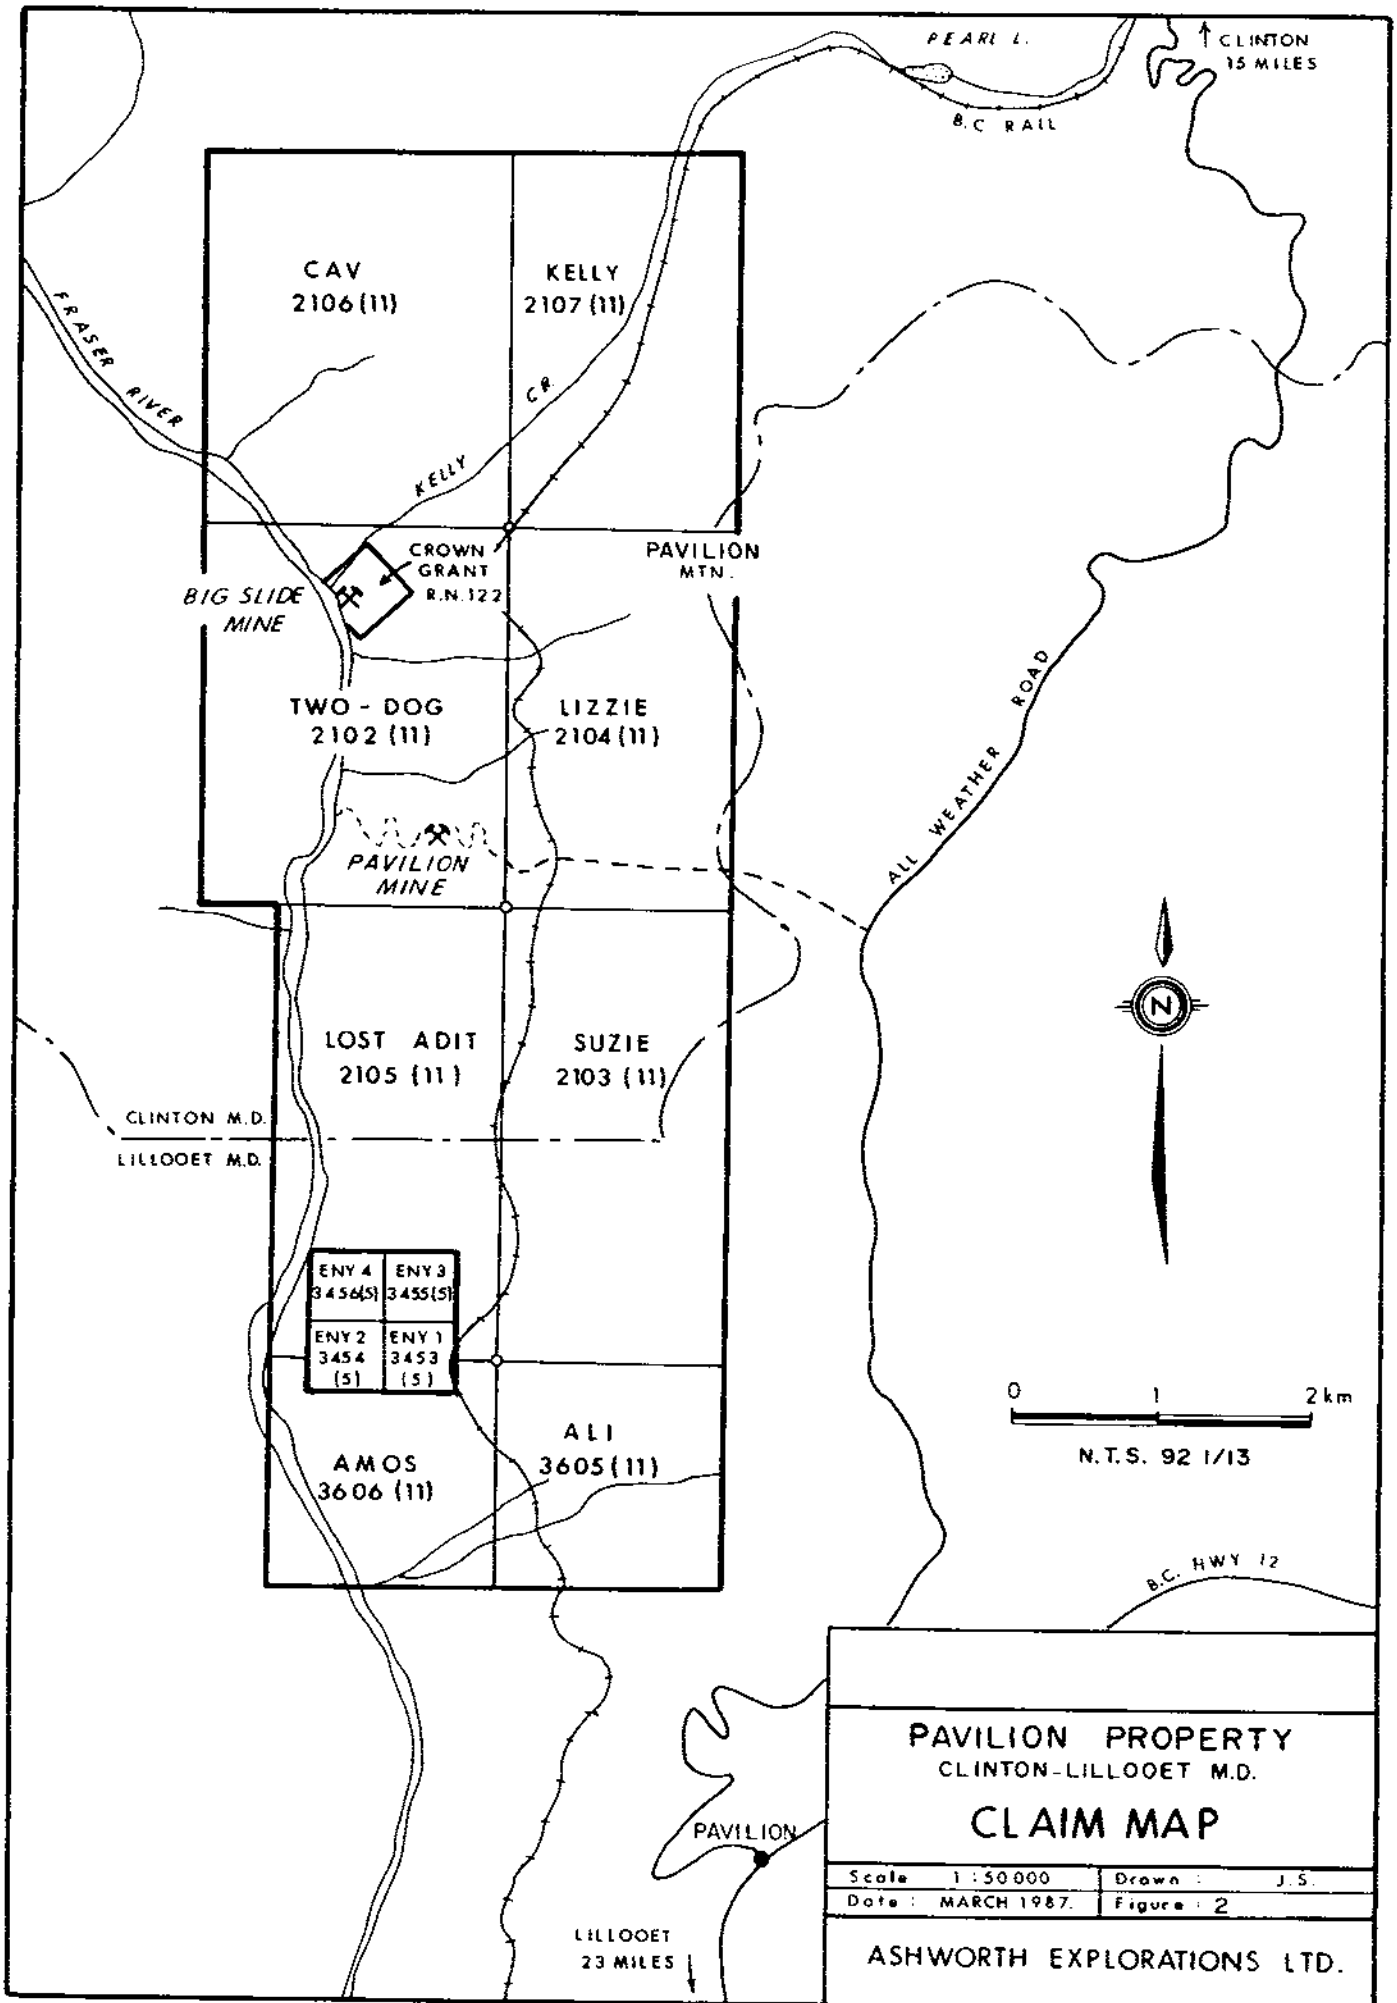 PEARL L.
CLINTON
15 MILES
B.C RAIL
CAV
2106 (11)
KELLY
2107 (11)
FRASER RIVER
KELLY CR.
CROWN
GRANT
R.N. 122
PAVILION
MTN.
BIG SLIDE
MINE
TWO - DOG
2102 (11)
LIZZIE
2104 (11)
ALL WEATHER ROAD
PAVILION
MINE
N
LOST ADIT
2105 (11)
SUZIE
2103 (11)
CLINTON M.D.
LILLOOET M.D.
ENY 4
3456(5)
ENY 3
3455(5)
ENY 2
3454
(5)
ENY 1
3453
(5)
0 1 2 km
N.T.S. 92 I/13
ALI
3605 (11)
AMOS
3606 (11)
B.C. HWY 12
PAVILION PROPERTY
CLINTON-LILLOOET M.D.
CLAIM MAP
PAVILION
Scale 1:50000
Drawn : J.S.
Date : MARCH 1987.
Figure : 2
LILLOOET
23 MILES
ASHWORTH EXPLORATIONS LTD.